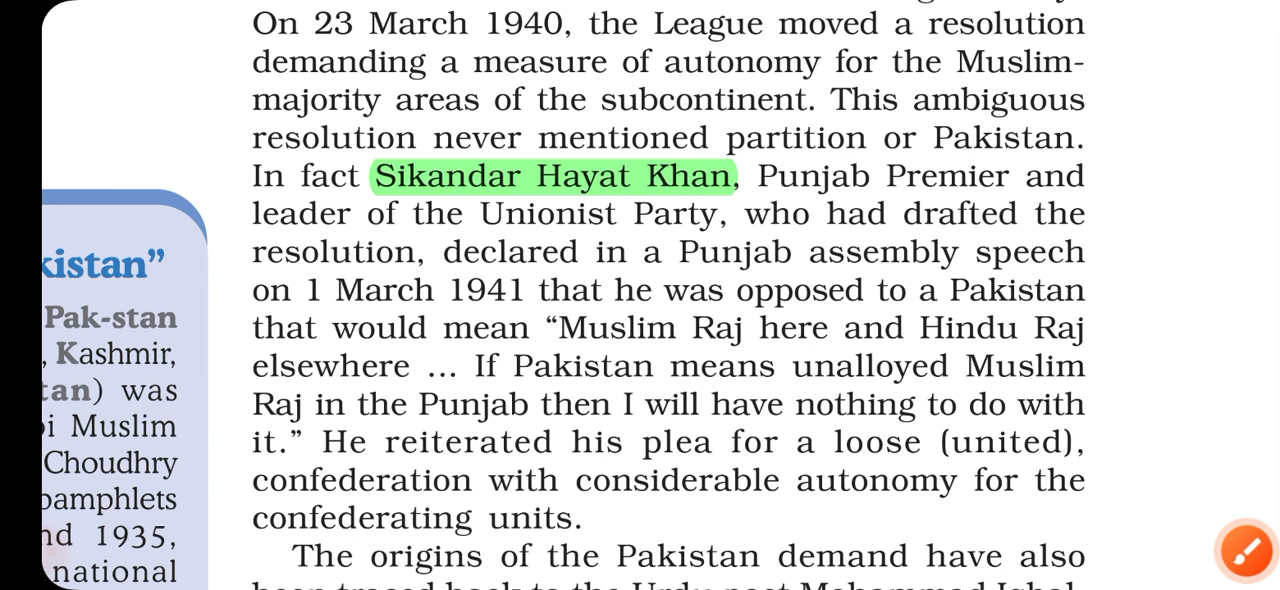 On 23 March 1940, the League moved a resolution
demanding a measure of autonomy for the Muslim-
majority areas of the subcontinent. This ambiguous
resolution never mentioned partition or Pakistan.
In fact Sikandar Hayat Khan, Punjab Premier and
leader of the Unionist Party, who had drafted the
resolution, declared in a Punjab assembly speech
on 1 March 1941 that he was opposed to a Pakistan
that would mean “Muslim Raj here and Hindu Raj
elsewhere ... If Pakistan means unalloyed Muslim
Raj in the Punjab then I will have nothing to do with
it.” He reiterated his plea for a loose (united),
confederation with considerable autonomy for the
confederating units.
The origins of the Pakistan demand have also
kistan”
Pak-stan
, Kashmir,
tan) was
i Muslim
Choudhry
pamphlets
nd 1935,
national